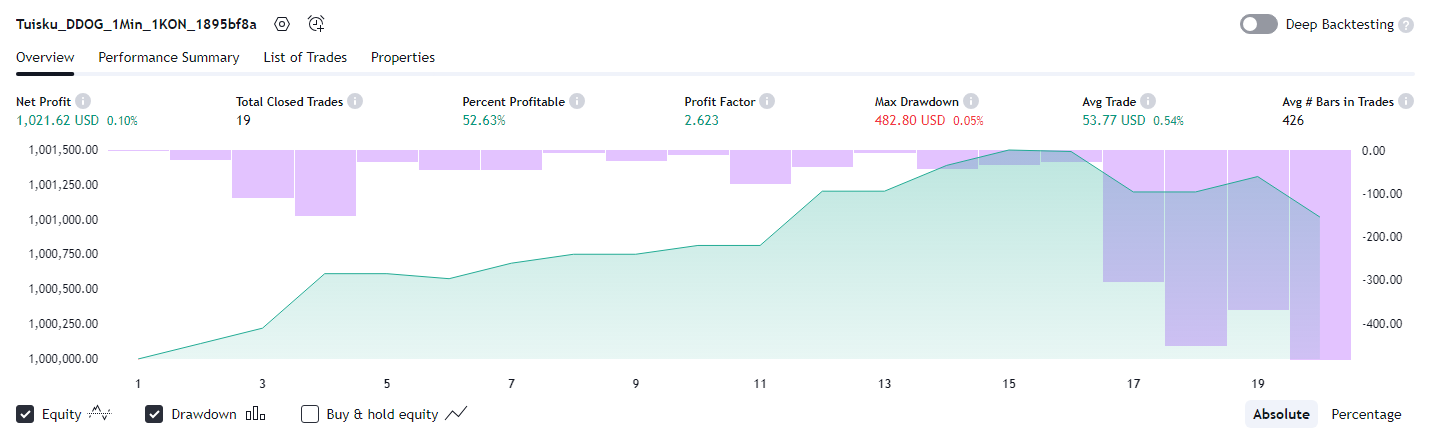 Tuisku_DDOG_1Min_1KON_1895bf8a
Deep Backtesting ?
Overview Performance Summary List of Trades Properties
Net Profit Total Closed Trades Percent Profitable Profit Factor Max Drawdown Avg Trade Avg # Bars in Trades
1,021.62 USD 0.10% 19 52.63% 2.623 482.80 USD 0.05% 53.77 USD 0.54% 426
1,001,500.00 0.00
1,001,250.00 -100.00
1,001,000.00 -200.00
1,000,750.00 -300.00
1,000,500.00 -400.00
1,000,250.00
1,000,000.00
1 3 5 7 9 11 13 15 17 19
Equity Drawdown Buy & hold equity Absolute Percentage